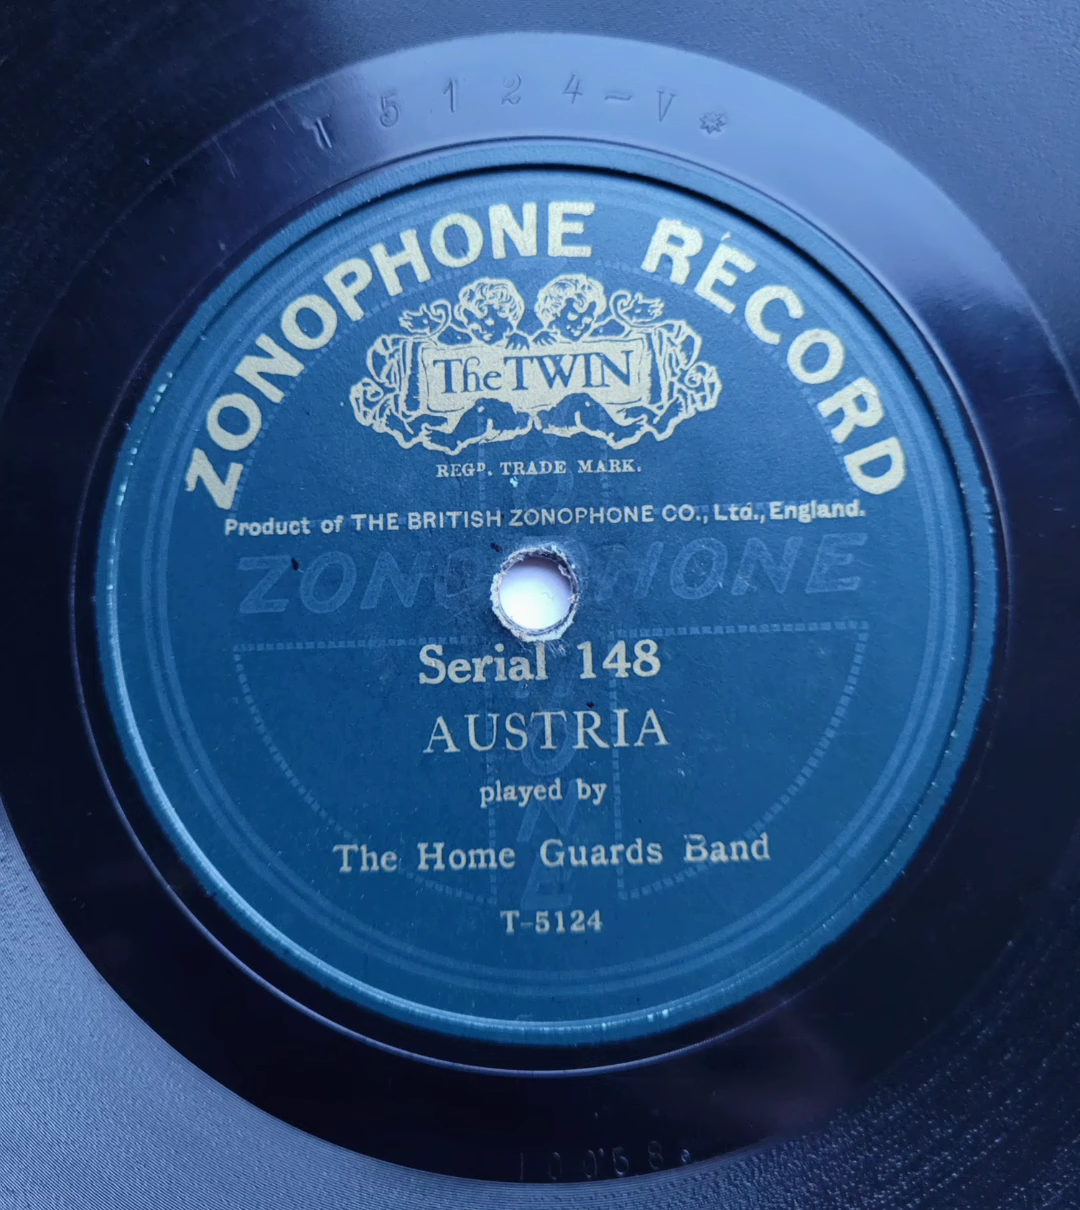 T 5124-V*
ZONOPHONE RECORD
The TWIN
REGD. TRADE MARK.
Product of THE BRITISH ZONOPHONE CO., Ltd., England.
ZONOPHONE
Serial 148
AUSTRIA
played by
The Home Guards Band
T-5124